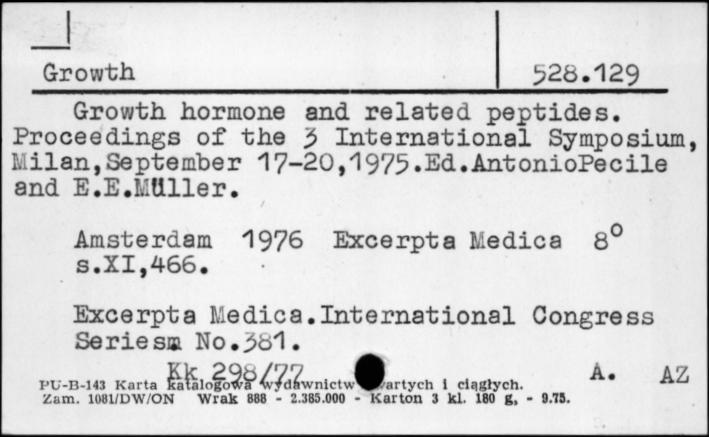 Growth 528.129
Growth hormone and related peptides.
Proceedings of the 3 International Symposium,
Milan,September 17-20,1975.Ed.AntonioPecile
and E.E.Müller.
Amsterdam 1976 Excerpta Medica 8°
s.XI,466.
Excerpta Medica.International Congress
Series No.381.
Kk 298/77 A. AZ
PU-B-143 Karta katalogowa wydawnictw zwartych i ciągłych.
Zam. 1081/DW/ON Wrak 888 - 2.385.000 - Karton 3 kl. 180 g, - 9.75.